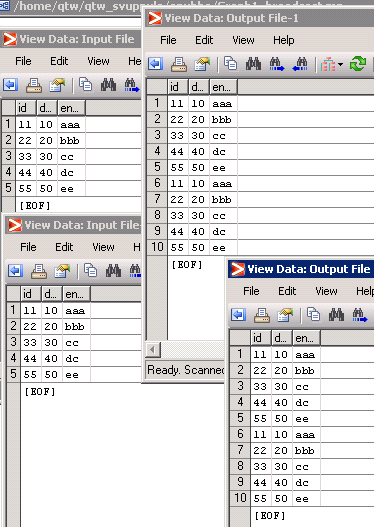 /home/qtw/qtw_svuppula/
View Data: Input File
File Edit View
id d... en...
1 11 10 aaa
2 22 20 bbb
3 33 30 cc
4 44 40 dc
5 55 50 ee
[EOF]
View Data: Input File
File Edit View H
id d... en...
1 11 10 aaa
2 22 20 bbb
3 33 30 cc
4 44 40 dc
5 55 50 ee
[EOF]
View Data: Output File-1
File Edit View Help
id d... en...
1 11 10 aaa
2 22 20 bbb
3 33 30 cc
4 44 40 dc
5 55 50 ee
6 11 10 aaa
7 22 20 bbb
8 33 30 cc
9 44 40 dc
10 55 50 ee
[EOF]
Ready. Scanned
View Data: Output File
File Edit View Help
id d... en...
1 11 10 aaa
2 22 20 bbb
3 33 30 cc
4 44 40 dc
5 55 50 ee
6 11 10 aaa
7 22 20 bbb
8 33 30 cc
9 44 40 dc
10 55 50 ee
[EOF]